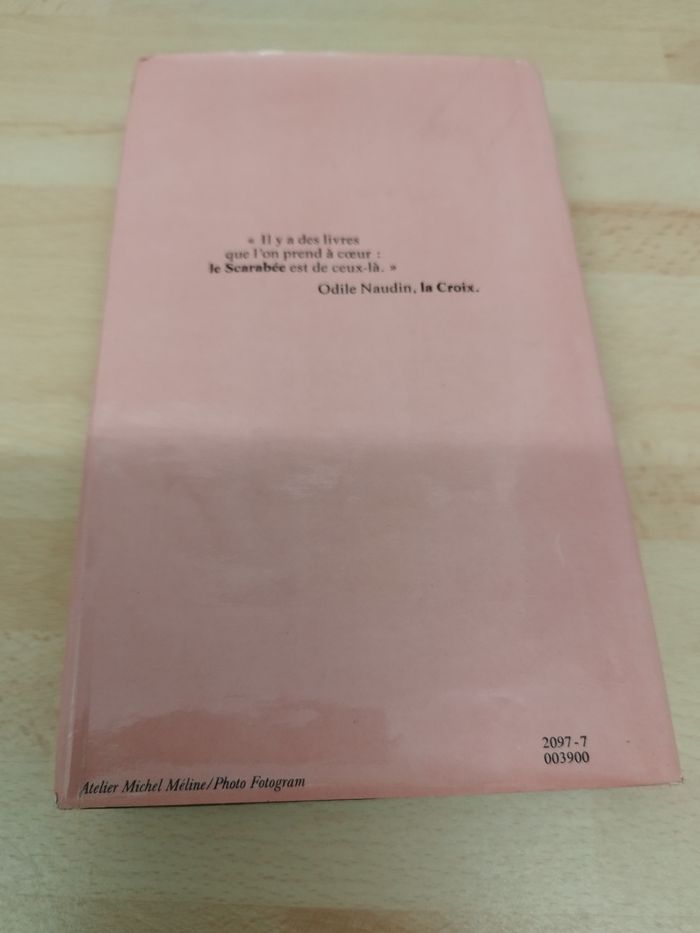 « Il y a des livres
que l'on prend à cœur :
le Scarabée est de ceux-là. »
Odile Naudin, la Croix.
2097-7
003900
Atelier Michel Méline/Photo Fotogram